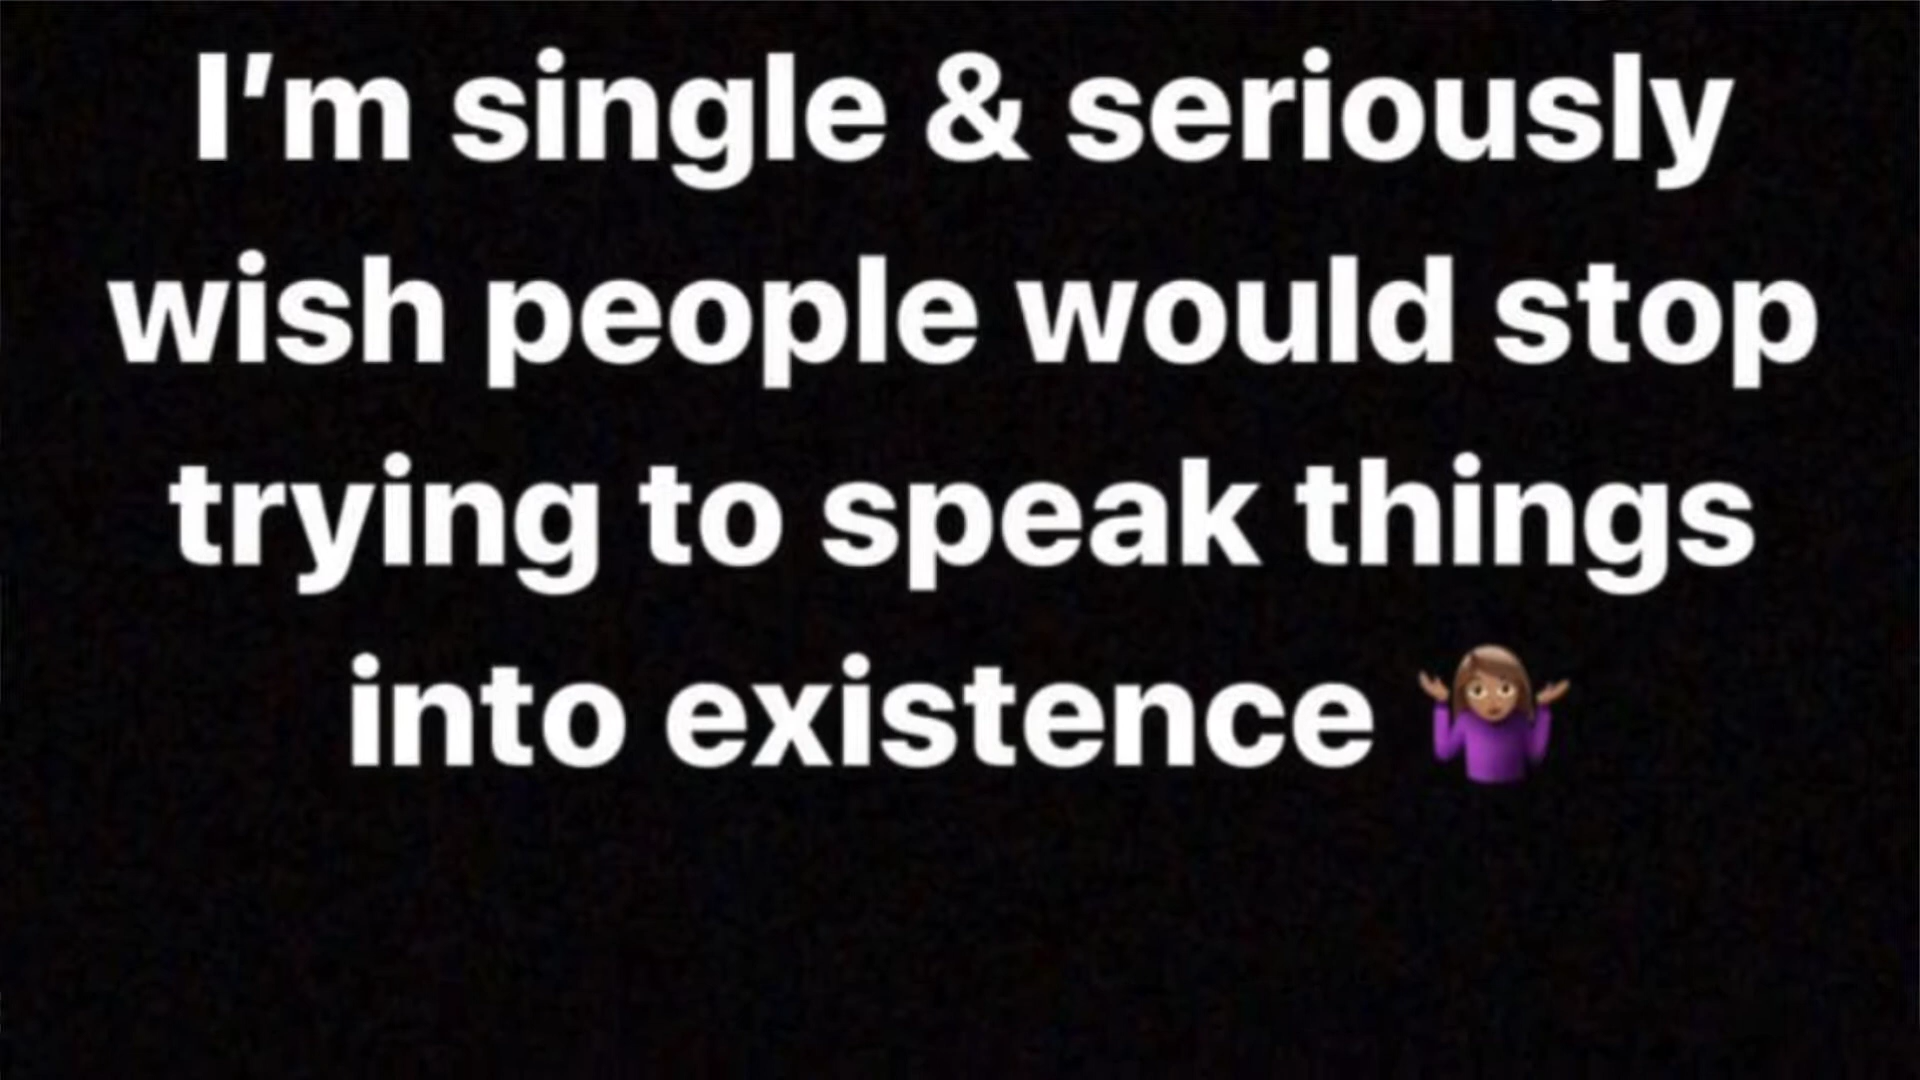 I’m single & seriously
wish people would stop
trying to speak things
into existence 🤷🏽‍♀️